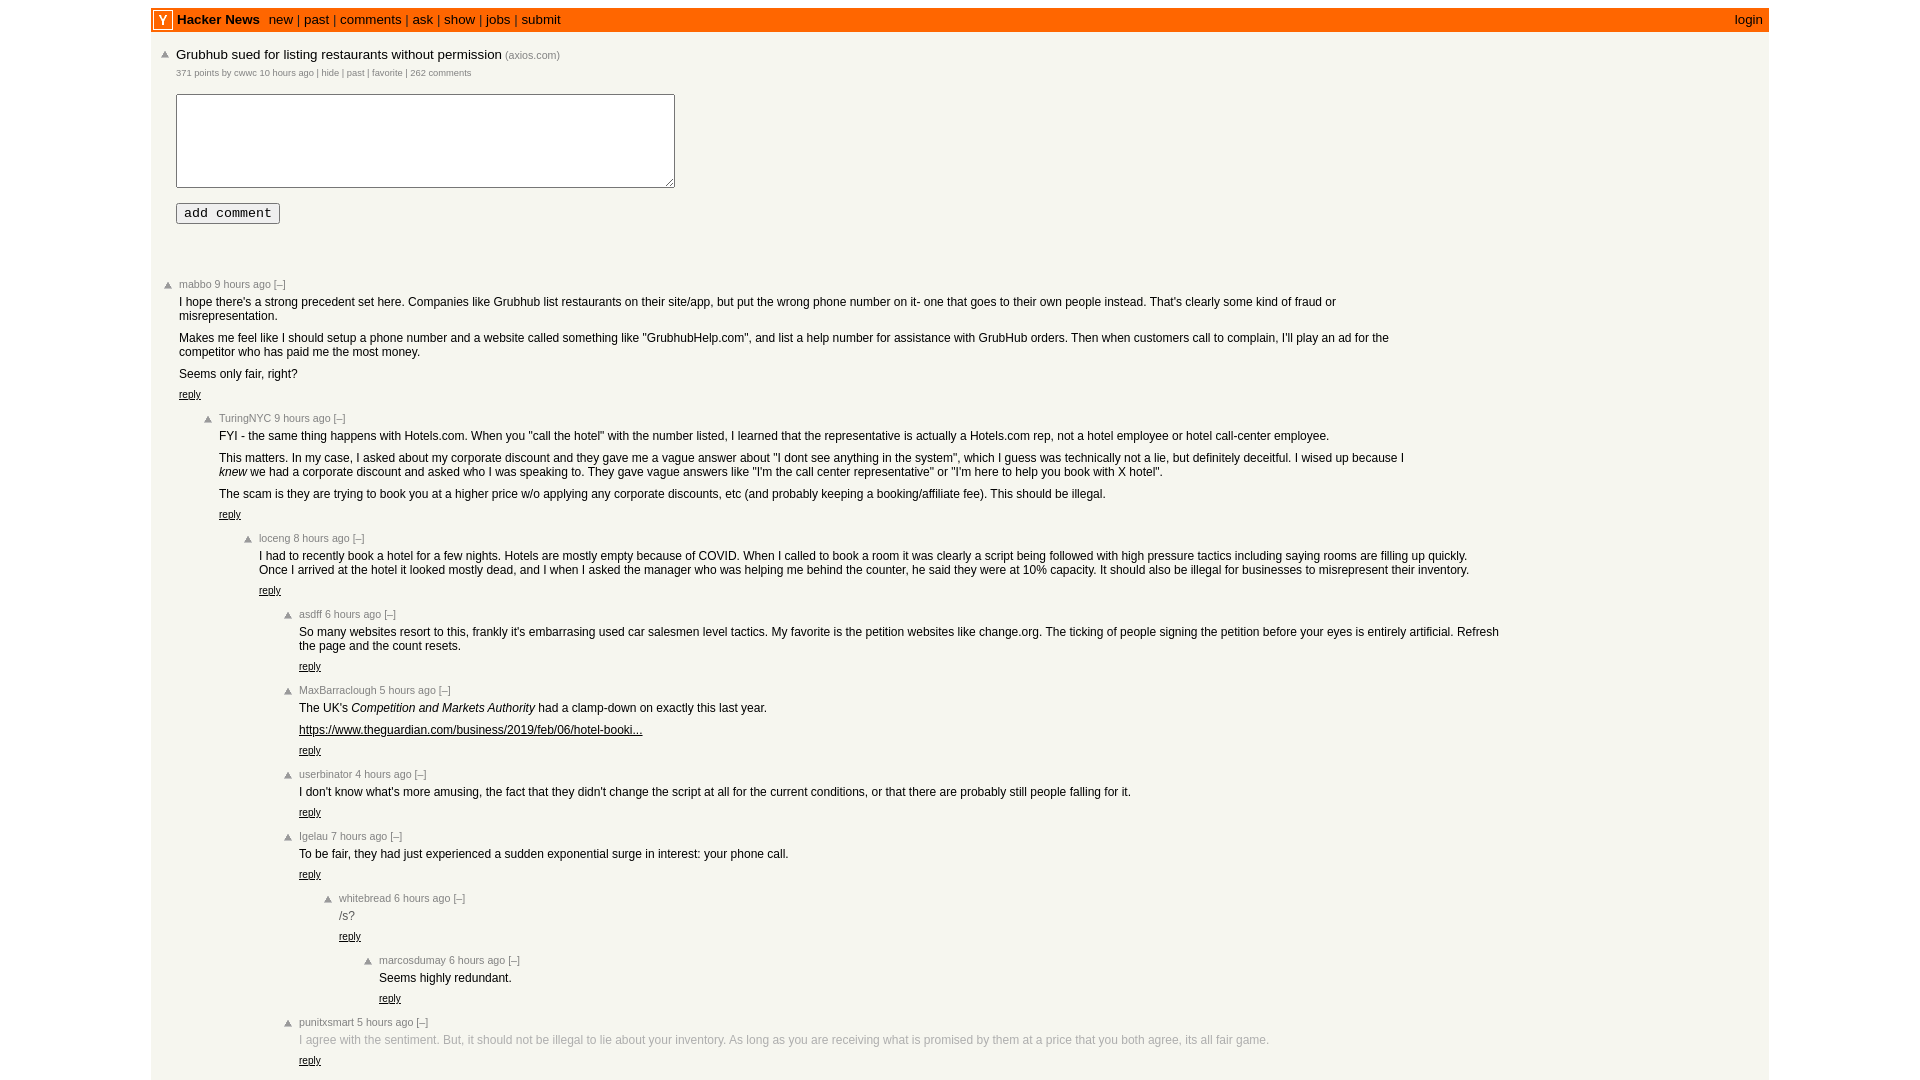 Y Hacker News new | past | comments | ask | show | jobs | submit login
Grubhub sued for listing restaurants without permission (axios.com)
371 points by cwwc 10 hours ago | hide | past | favorite | 262 comments
add comment
mabbo 9 hours ago [–]
I hope there's a strong precedent set here. Companies like Grubhub list restaurants on their site/app, but put the wrong phone number on it- one that goes to their own people instead. That's clearly some kind of fraud or
misrepresentation.
Makes me feel like I should setup a phone number and a website called something like "GrubhubHelp.com", and list a help number for assistance with GrubHub orders. Then when customers call to complain, I'll play an ad for the
competitor who has paid me the most money.
Seems only fair, right?
reply
TuringNYC 9 hours ago [–]
FYI - the same thing happens with Hotels.com. When you "call the hotel" with the number listed, I learned that the representative is actually a Hotels.com rep, not a hotel employee or hotel call-center employee.
This matters. In my case, I asked about my corporate discount and they gave me a vague answer about "I dont see anything in the system", which I guess was technically not a lie, but definitely deceitful. I wised up because I
knew we had a corporate discount and asked who I was speaking to. They gave vague answers like "I'm the call center representative" or "I'm here to help you book with X hotel".
The scam is they are trying to book you at a higher price w/o applying any corporate discounts, etc (and probably keeping a booking/affiliate fee). This should be illegal.
reply
loceng 8 hours ago [–]
I had to recently book a hotel for a few nights. Hotels are mostly empty because of COVID. When I called to book a room it was clearly a script being followed with high pressure tactics including saying rooms are filling up quickly.
Once I arrived at the hotel it looked mostly dead, and I when I asked the manager who was helping me behind the counter, he said they were at 10% capacity. It should also be illegal for businesses to misrepresent their inventory.
reply
asdff 6 hours ago [–]
So many websites resort to this, frankly it's embarrasing used car salesmen level tactics. My favorite is the petition websites like change.org. The ticking of people signing the petition before your eyes is entirely artificial. Refresh
the page and the count resets.
reply
MaxBarraclough 5 hours ago [–]
The UK's Competition and Markets Authority had a clamp-down on exactly this last year.
https://www.theguardian.com/business/2019/feb/06/hotel-booki...
reply
userbinator 4 hours ago [–]
I don't know what's more amusing, the fact that they didn't change the script at all for the current conditions, or that there are probably still people falling for it.
reply
Igelau 7 hours ago [–]
To be fair, they had just experienced a sudden exponential surge in interest: your phone call.
reply
whitebread 6 hours ago [–]
/s?
reply
marcosdumay 6 hours ago [–]
Seems highly redundant.
reply
punitxsmart 5 hours ago [–]
I agree with the sentiment. But, it should not be illegal to lie about your inventory. As long as you are receiving what is promised by them at a price that you both agree, its all fair game.
reply